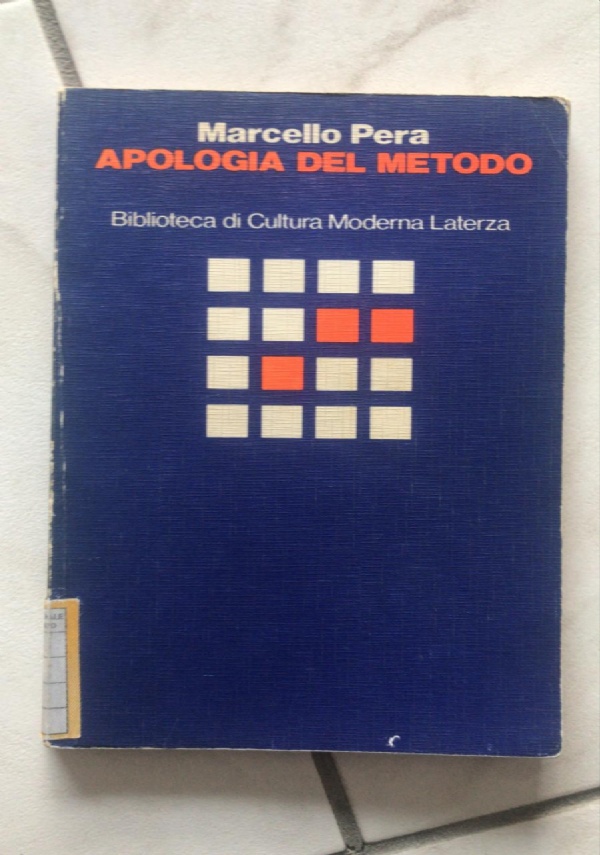 Marcello Pera
APOLOGIA DEL METODO
Biblioteca di Cultura Moderna Laterza